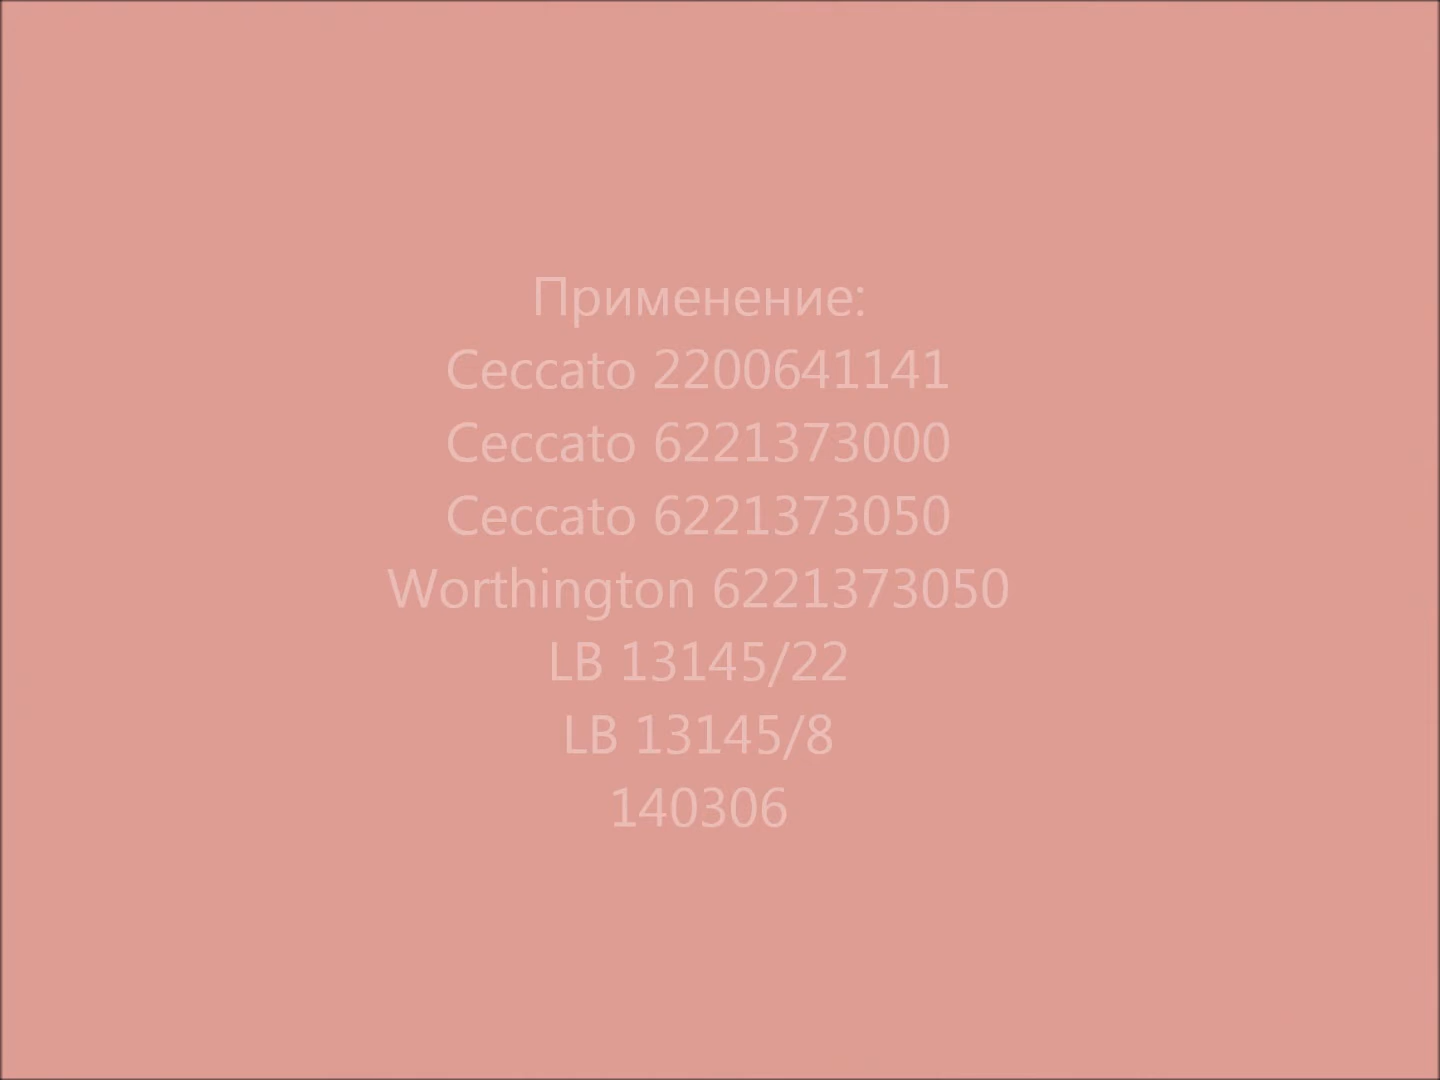 Применение:
Ceccato 2200641141
Ceccato 6221373000
Ceccato 6221373050
Worthington 6221373050
LB 13145/22
LB 13145/8
140306